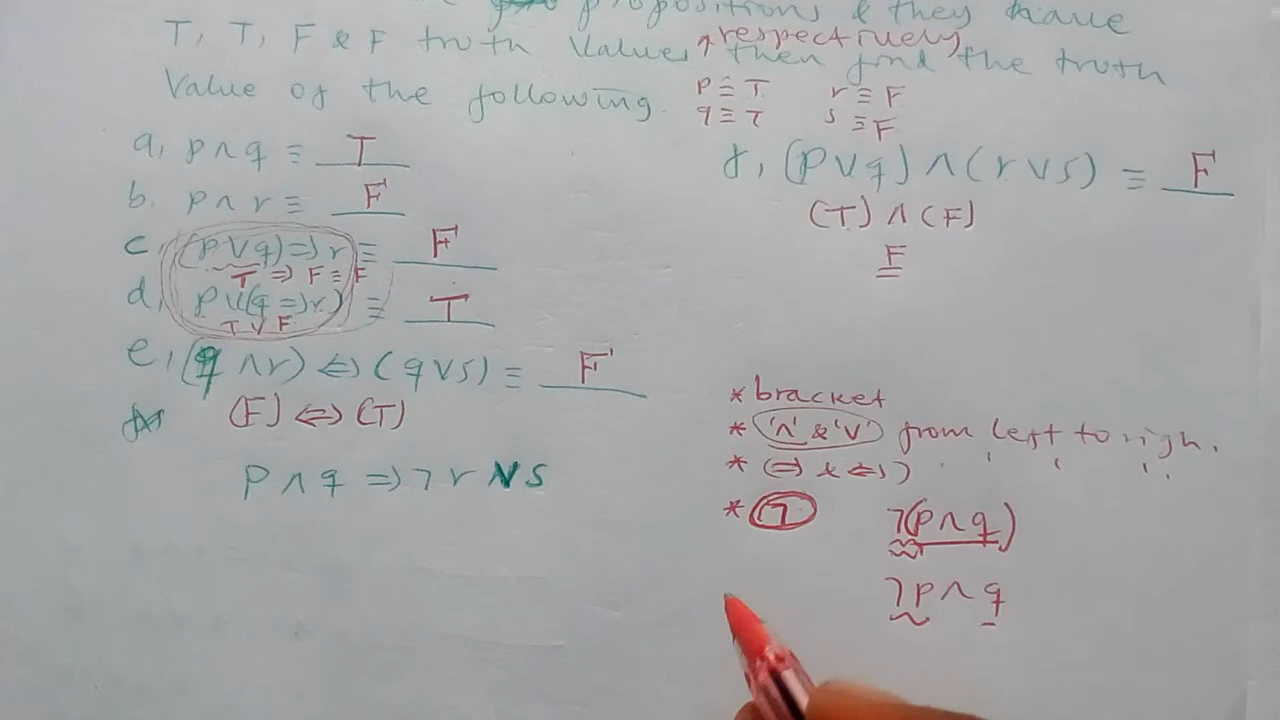 propositions & they have
T, T, F & F truth values, respectively, then find the truth
value of the following.
p ≡ T r ≡ F
q ≡ T s ≡ F
a, p∧q ≡ T
b. p∧r ≡ F
c, (p∨q) => r ≡ F
T => F ≡ F
d, p∨(q => r) ≡ T
T ∨ F
e, (q∧r) <=> (q∨s) ≡ F
(F) <=> (T)
p∧q => ¬r ∨ s
f, (p∨q) ∧ (r∨s) ≡ F
(T) ∧ (F)
F
* bracket
* '∧' & '∨' from left to righ.
* (=> & <=>) " " " "
* (¬) ¬(p∧q)
¬p∧q